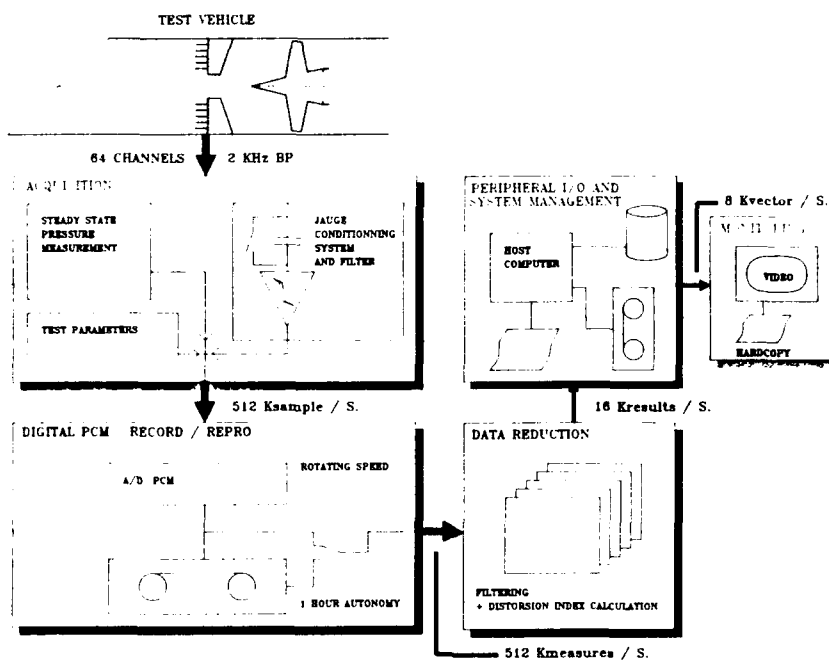 TEST VEHICLE
64 CHANNELS 2 KHz BP
STEADY STATE
PRESSURE
MEASUREMENT
JAUGE
CONDITIONNING
SYSTEM
AND FILTER
TEST PARAMETERS
PERIPHERAL I/O AND
SYSTEM MANAGEMENT
HOST
COMPUTER
8 Kvector / S.
VIDEO
HARDCOPY
512 Ksample / S.
16 Kresults / S.
DIGITAL PCM RECORD / REPRO
A/D PCM
ROTATING SPEED
1 HOUR AUTONOMY
DATA REDUCTION
FILTERING
+ DISTORSION INDEX CALCULATION
512 Kmeasures / S.